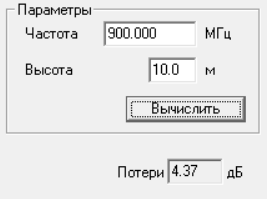 Параметры
Частота 900.000 МГц
Высота 10.0 м
Вычислить
Потери 4.37 дБ